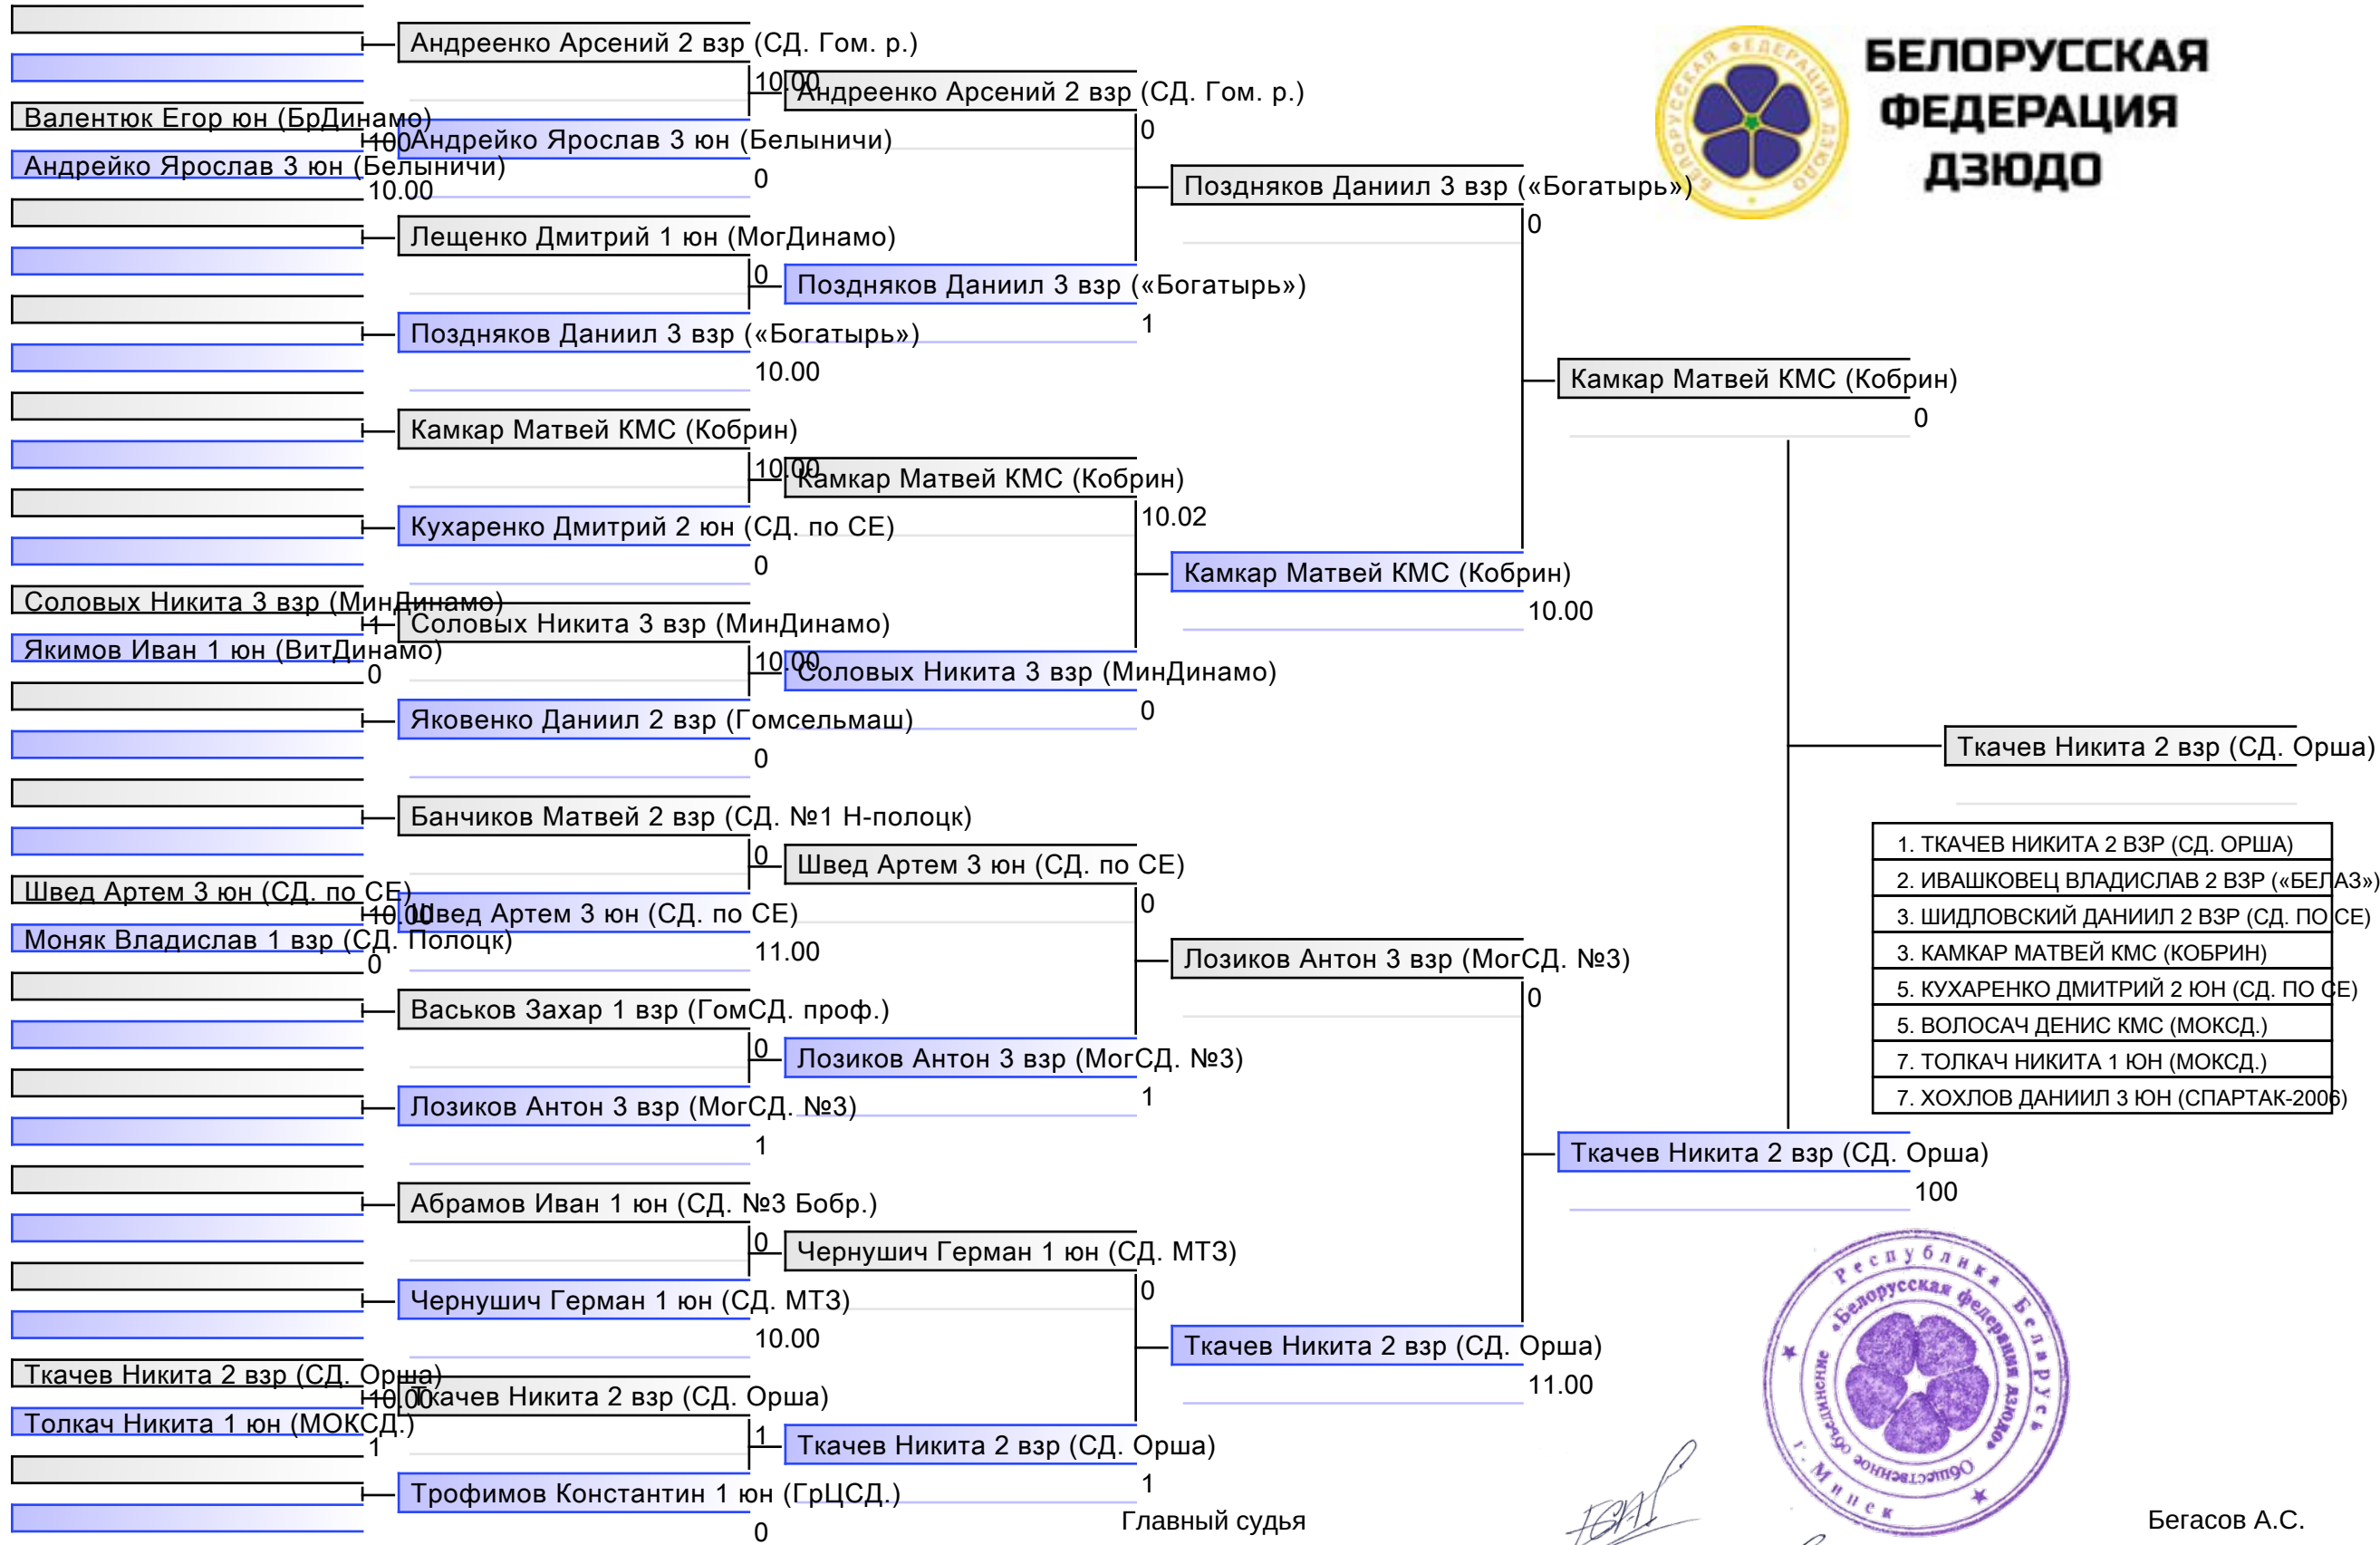 БЕЛОРУССКАЯ
ФЕДЕРАЦИЯ
ДЗЮДО
БЕЛОРУССКАЯ ФЕДЕРАЦИЯ ДЗЮДО
Валентюк Егор юн (БрДинамо)
100
Андрейко Ярослав 3 юн (Белыничи)
10.00
Соловых Никита 3 взр (МинДинамо)
1
Якимов Иван 1 юн (ВитДинамо)
0
Швед Артем 3 юн (СД. по СЕ)
10.00
Моняк Владислав 1 взр (СД. Полоцк)
0
Ткачев Никита 2 взр (СД. Орша)
10.00
Толкач Никита 1 юн (МОКСД.)
1
Андреенко Арсений 2 взр (СД. Гом. р.)
10.00
Андрейко Ярослав 3 юн (Белыничи)
0
Лещенко Дмитрий 1 юн (МогДинамо)
0
Поздняков Даниил 3 взр («Богатырь»)
10.00
Камкар Матвей КМС (Кобрин)
10.00
Кухаренко Дмитрий 2 юн (СД. по СЕ)
0
Соловых Никита 3 взр (МинДинамо)
10.00
Яковенко Даниил 2 взр (Гомсельмаш)
0
Банчиков Матвей 2 взр (СД. №1 Н-полоцк)
0
Швед Артем 3 юн (СД. по СЕ)
11.00
Васьков Захар 1 взр (ГомСД. проф.)
0
Лозиков Антон 3 взр (МогСД. №3)
1
Абрамов Иван 1 юн (СД. №3 Бобр.)
0
Чернушич Герман 1 юн (СД. МТЗ)
10.00
Ткачев Никита 2 взр (СД. Орша)
1
Трофимов Константин 1 юн (ГрЦСД.)
0
Андреенко Арсений 2 взр (СД. Гом. р.)
0
Поздняков Даниил 3 взр («Богатырь»)
1
Камкар Матвей КМС (Кобрин)
10.02
Соловых Никита 3 взр (МинДинамо)
0
Швед Артем 3 юн (СД. по СЕ)
0
Лозиков Антон 3 взр (МогСД. №3)
1
Чернушич Герман 1 юн (СД. МТЗ)
0
Ткачев Никита 2 взр (СД. Орша)
1
Поздняков Даниил 3 взр («Богатырь»)
0
Камкар Матвей КМС (Кобрин)
10.00
Лозиков Антон 3 взр (МогСД. №3)
0
Ткачев Никита 2 взр (СД. Орша)
11.00
Камкар Матвей КМС (Кобрин)
0
Ткачев Никита 2 взр (СД. Орша)
100
Ткачев Никита 2 взр (СД. Орша)
1. ТКАЧЕВ НИКИТА 2 ВЗР (СД. ОРША)
2. ИВАШКОВЕЦ ВЛАДИСЛАВ 2 ВЗР («БЕЛАЗ»)
3. ШИДЛОВСКИЙ ДАНИИЛ 2 ВЗР (СД. ПО СЕ)
3. КАМКАР МАТВЕЙ КМС (КОБРИН)
5. КУХАРЕНКО ДМИТРИЙ 2 ЮН (СД. ПО СЕ)
5. ВОЛОСАЧ ДЕНИС КМС (МОКСД.)
7. ТОЛКАЧ НИКИТА 1 ЮН (МОКСД.)
7. ХОХЛОВ ДАНИИЛ 3 ЮН (СПАРТАК-2006)
Республика Беларусь
г. Минск
Общественное объединение
«Белорусская федерация дзюдо»
Главный судья
Бегасов А.С.